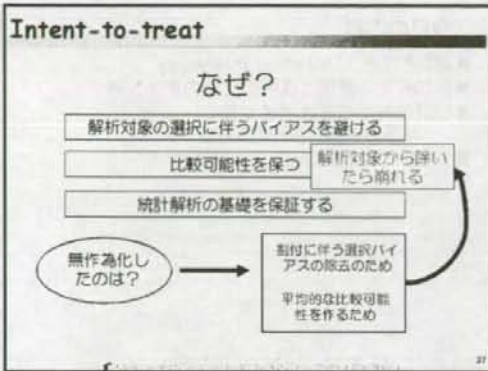 Intent-to-treat
なぜ？
解析対象の選択に伴うバイアスを避ける
比較可能性を保つ
解析対象から除い
たら崩れる
統計解析の基礎を保証する
無作為化し
たのは？
割付に伴う選択バイ
アスの除去のため
平均的な比較可能
性を作るため